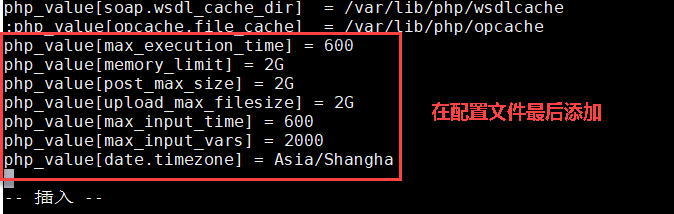 php_value[soap.wsdl_cache_dir]  = /var/lib/php/wsdlcache
;php_value[opcache.file_cache]  = /var/lib/php/opcache
php_value[max_execution_time] = 600
php_value[memory_limit] = 2G
php_value[post_max_size] = 2G
php_value[upload_max_filesize] = 2G
php_value[max_input_time] = 600
php_value[max_input_vars] = 2000
php_value[date.timezone] = Asia/Shangha
在配置文件最后添加
-- 插入 --